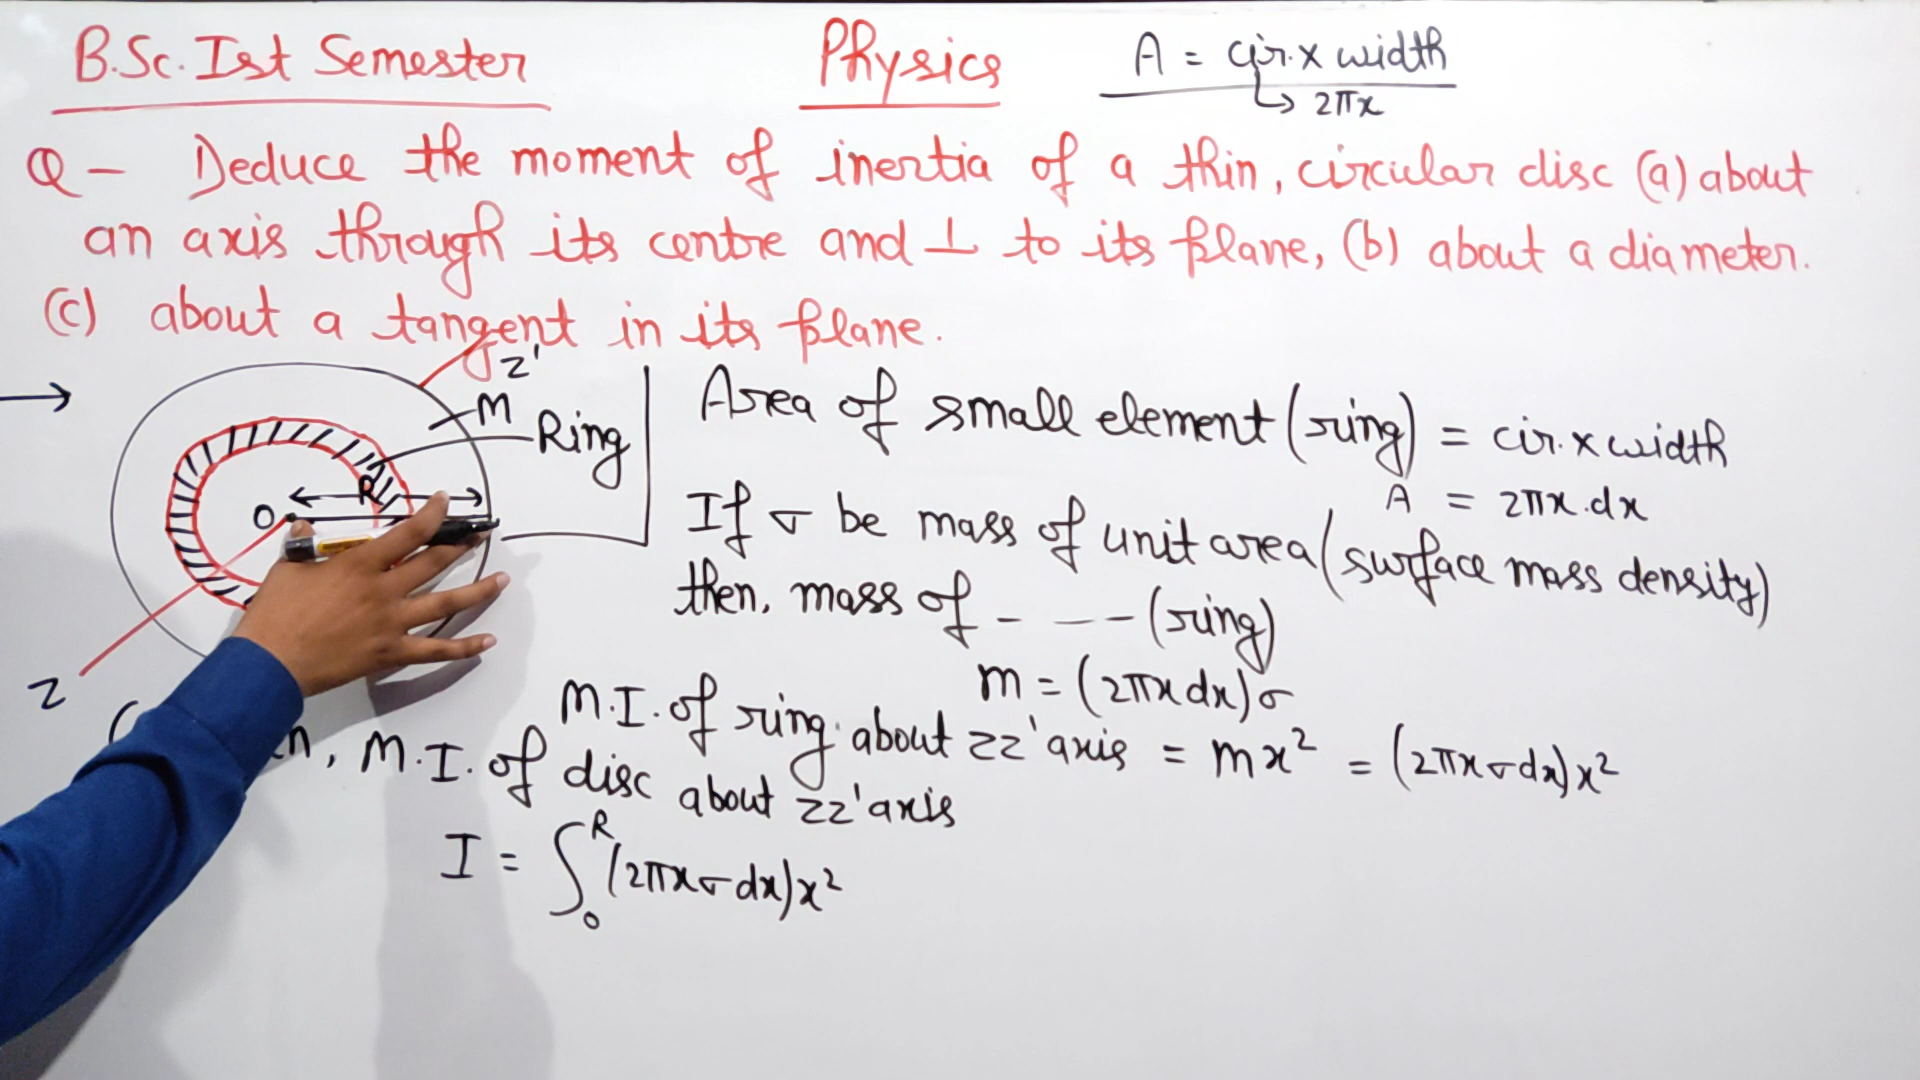 B.Sc. Ist Semester
Physics
A = cir. x width
↳ 2πx
Q - Deduce the moment of inertia of a thin, circular disc (a) about
an axis through its centre and ⊥ to its plane, (b) about a diameter.
(c) about a tangent in its plane.
→
Z'
M
Ring
R
O
Z
Area of small element (ring) = cir. x width
A = 2πx.dx
If σ be mass of unit area (surface mass density)
then, mass of - - - - (ring)
m = (2πx dx)σ
M.I. of ring about ZZ' axis = mx² = (2πxσdx)x²
(
n, M.I. of disc about ZZ' axis
I = ∫₀ᴿ (2πxσdx)x²